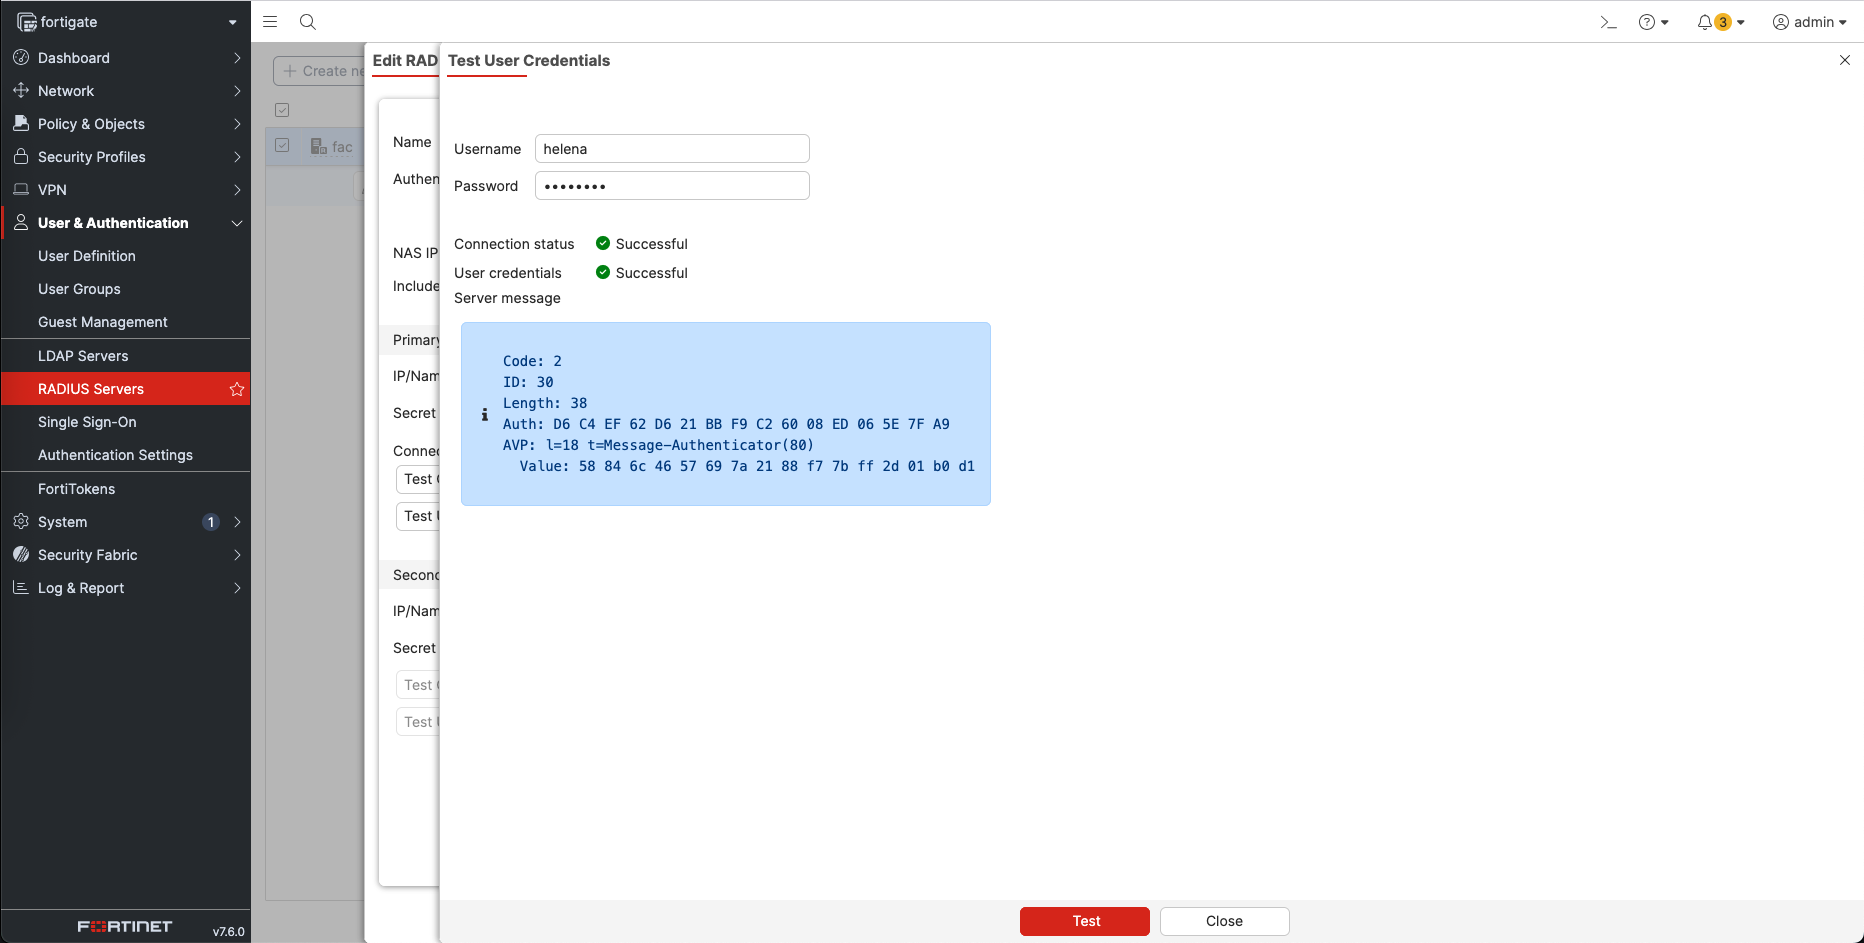 fortigate
Dashboard
Network
Policy & Objects
Security Profiles
VPN
User & Authentication
User Definition
User Groups
Guest Management
LDAP Servers
RADIUS Servers
Single Sign-On
Authentication Settings
FortiTokens
System 1
Security Fabric
Log & Report
FORTINET v7.6.0
3 admin
Create ne
fac
Edit RAD
Name
Authen
NAS IP
Include
Primary
IP/Nam
Secret
Connec
Test
Test
Second
IP/Nam
Secret
Test
Test
Test User Credentials
Username helena
Password ••••••••
Connection status Successful
User credentials Successful
Server message
Code: 2
ID: 30
Length: 38
Auth: D6 C4 EF 62 D6 21 BB F9 C2 60 08 ED 06 5E 7F A9
AVP: l=18 t=Message-Authenticator(80)
Value: 58 84 6c 46 57 69 7a 21 88 f7 7b ff 2d 01 b0 d1
Test Close